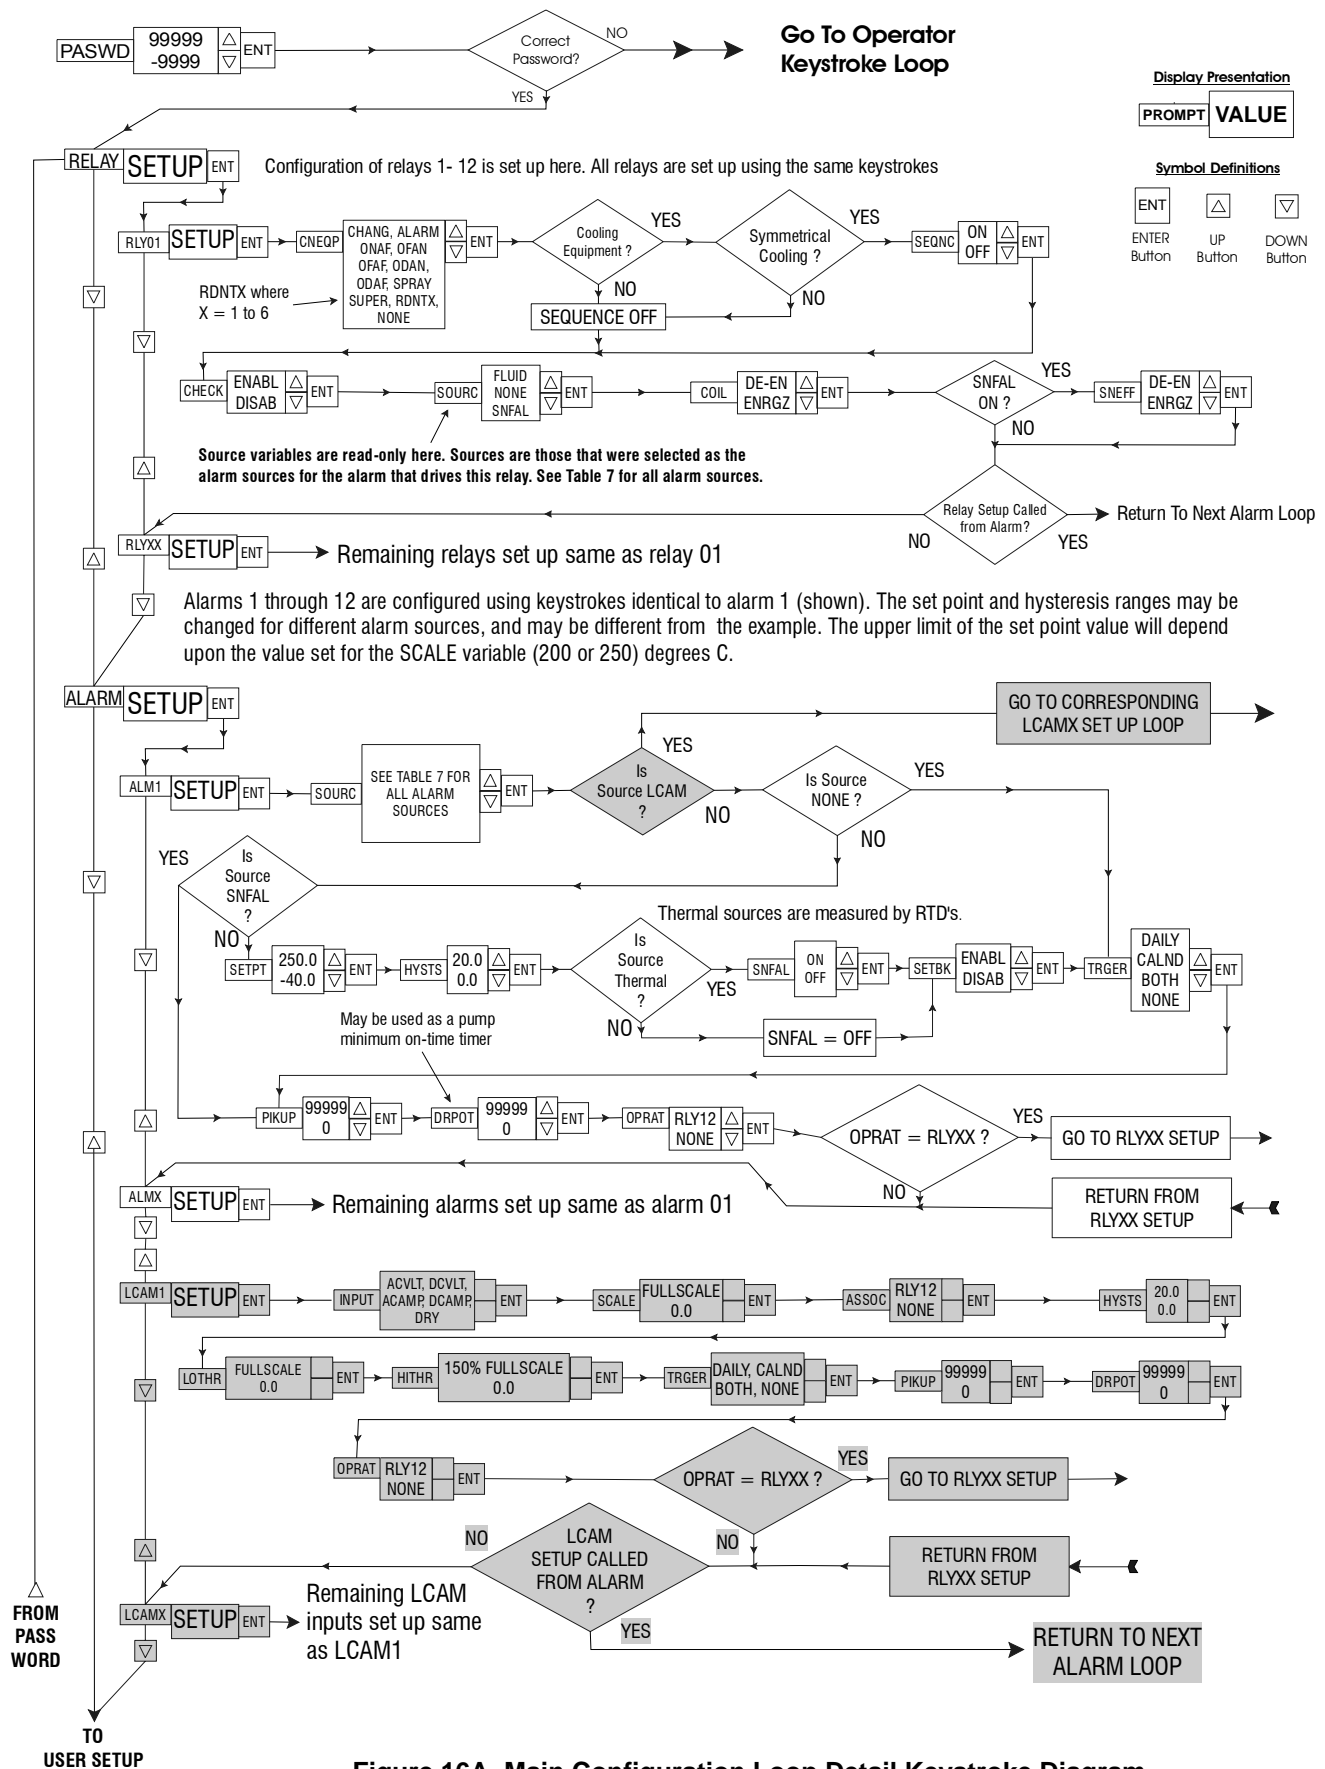 PASWD
99999
-9999
ENT
Correct
Password?
NO
YES
Go To Operator
Keystroke Loop
Display Presentation
PROMPT VALUE
Symbol Definitions
ENT
ENTER
Button
UP
Button
DOWN
Button
RELAY SETUP ENT
Configuration of relays 1- 12 is set up here. All relays are set up using the same keystrokes
RLY01 SETUP ENT
CNEQP
CHANG, ALARM
ONAF, OFAN
OFAF, ODAN,
ODAF, SPRAY
SUPER, RDNTX,
NONE
ENT
RDNTX where
X = 1 to 6
Cooling
Equipment ?
YES
NO
Symmetrical
Cooling ?
YES
NO
SEQNC
ON
OFF
ENT
SEQUENCE OFF
CHECK
ENABL
DISAB
ENT
SOURC
FLUID
NONE
SNFAL
ENT
COIL
DE-EN
ENRGZ
ENT
SNFAL
ON ?
YES
NO
SNEFF
DE-EN
ENRGZ
ENT
Source variables are read-only here. Sources are those that were selected as the
alarm sources for the alarm that drives this relay. See Table 7 for all alarm sources.
Relay Setup Called
from Alarm?
NO
YES
Return To Next Alarm Loop
RLYXX SETUP ENT
Remaining relays set up same as relay 01
Alarms 1 through 12 are configured using keystrokes identical to alarm 1 (shown). The set point and hysteresis ranges may be
changed for different alarm sources, and may be different from the example. The upper limit of the set point value will depend
upon the value set for the SCALE variable (200 or 250) degrees C.
ALARM SETUP ENT
GO TO CORRESPONDING
LCAMX SET UP LOOP
ALM1 SETUP ENT
SOURC
SEE TABLE 7 FOR
ALL ALARM
SOURCES
ENT
Is
Source LCAM
?
YES
NO
Is Source
NONE ?
YES
NO
Is
Source
SNFAL
?
YES
NO
Thermal sources are measured by RTD's.
SETPT
250.0
-40.0
ENT
HYSTS
20.0
0.0
ENT
Is
Source
Thermal
?
YES
NO
SNFAL
ON
OFF
ENT
SETBK
ENABL
DISAB
ENT
TRGER
DAILY
CALND
BOTH
NONE
ENT
SNFAL = OFF
May be used as a pump
minimum on-time timer
PIKUP
99999
0
ENT
DRPOT
99999
0
ENT
OPRAT
RLY12
NONE
ENT
OPRAT = RLYXX ?
YES
NO
GO TO RLYXX SETUP
RETURN FROM
RLYXX SETUP
ALMX SETUP ENT
Remaining alarms set up same as alarm 01
LCAM1 SETUP ENT
INPUT
ACVLT, DCVLT,
ACAMP, DCAMP,
DRY
ENT
SCALE
FULLSCALE
0.0
ENT
ASSOC
RLY12
NONE
ENT
HYSTS
20.0
0.0
ENT
LOTHR
FULLSCALE
0.0
ENT
HITHR
150% FULLSCALE
0.0
ENT
TRGER
DAILY, CALND
BOTH, NONE
ENT
PIKUP
99999
0
ENT
DRPOT
99999
0
ENT
OPRAT
RLY12
NONE
ENT
OPRAT = RLYXX ?
YES
NO
GO TO RLYXX SETUP
RETURN FROM
RLYXX SETUP
LCAM
SETUP CALLED
FROM ALARM
?
NO
YES
LCAMX SETUP ENT
Remaining LCAM
inputs set up same
as LCAM1
RETURN TO NEXT
ALARM LOOP
FROM
PASS
WORD
TO
USER SETUP
Figure 16A. Main Configuration Loop Detail Keystroke Diagram